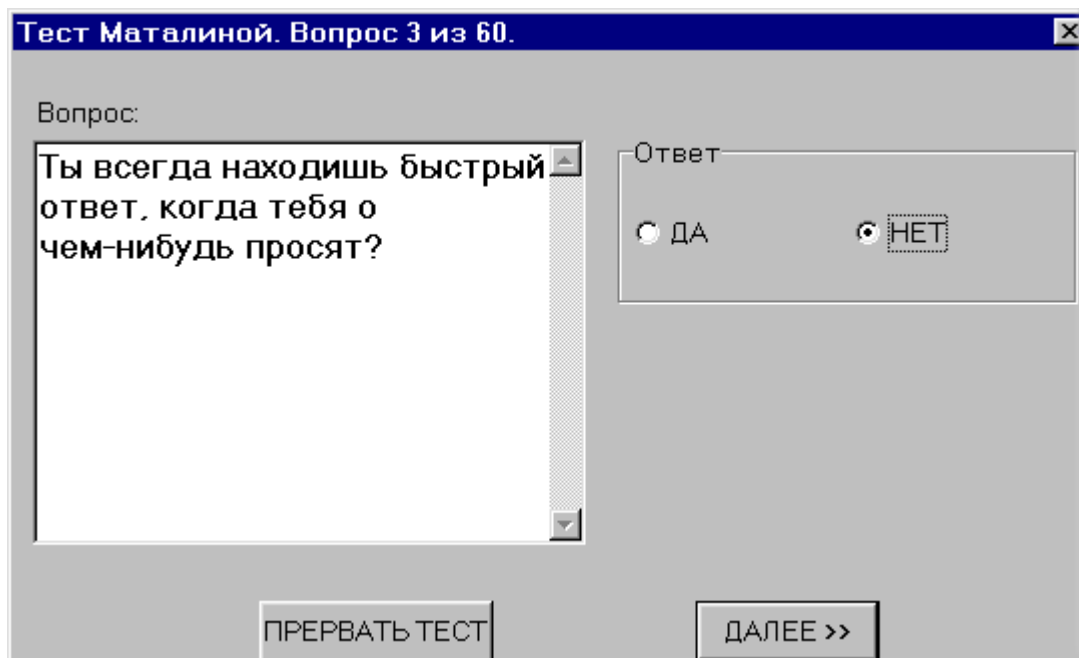 Тест Маталиной. Вопрос 3 из 60.
Вопрос:
Ты всегда находишь быстрый
ответ, когда тебя о
чем-нибудь просят?
Ответ
ДА
НЕТ
ПРЕРВАТЬ ТЕСТ
ДАЛЕЕ >>